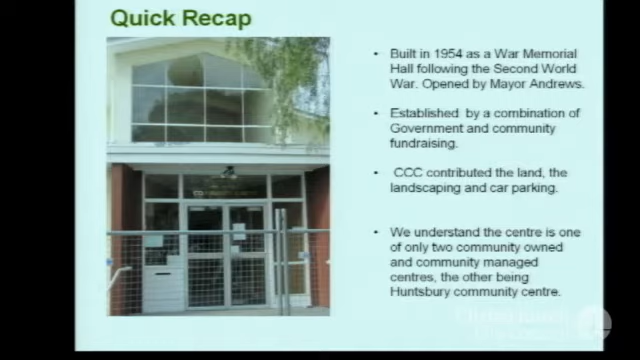 Quick Recap
• Built in 1954 as a War Memorial
Hall following the Second World
War. Opened by Mayor Andrews.
• Established by a combination of
Government and community
fundraising.
• CCC contributed the land, the
landscaping and car parking.
• We understand the centre is one
of only two community owned
and community managed
centres, the other being
Huntsbury community centre.